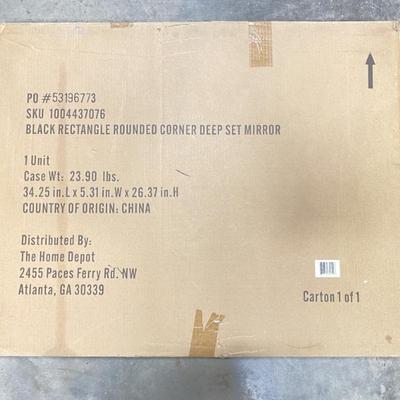 PO #53196773
SKU 1004437076
BLACK RECTANGLE ROUNDED CORNER DEEP SET MIRROR
1 Unit
Case Wt: 23.90 lbs.
34.25 in.L x 5.31 in.W x 26.37 in.H
COUNTRY OF ORIGIN: CHINA
Distributed By:
The Home Depot
2455 Paces Ferry Rd. NW
Atlanta, GA 30339
Carton 1 of 1